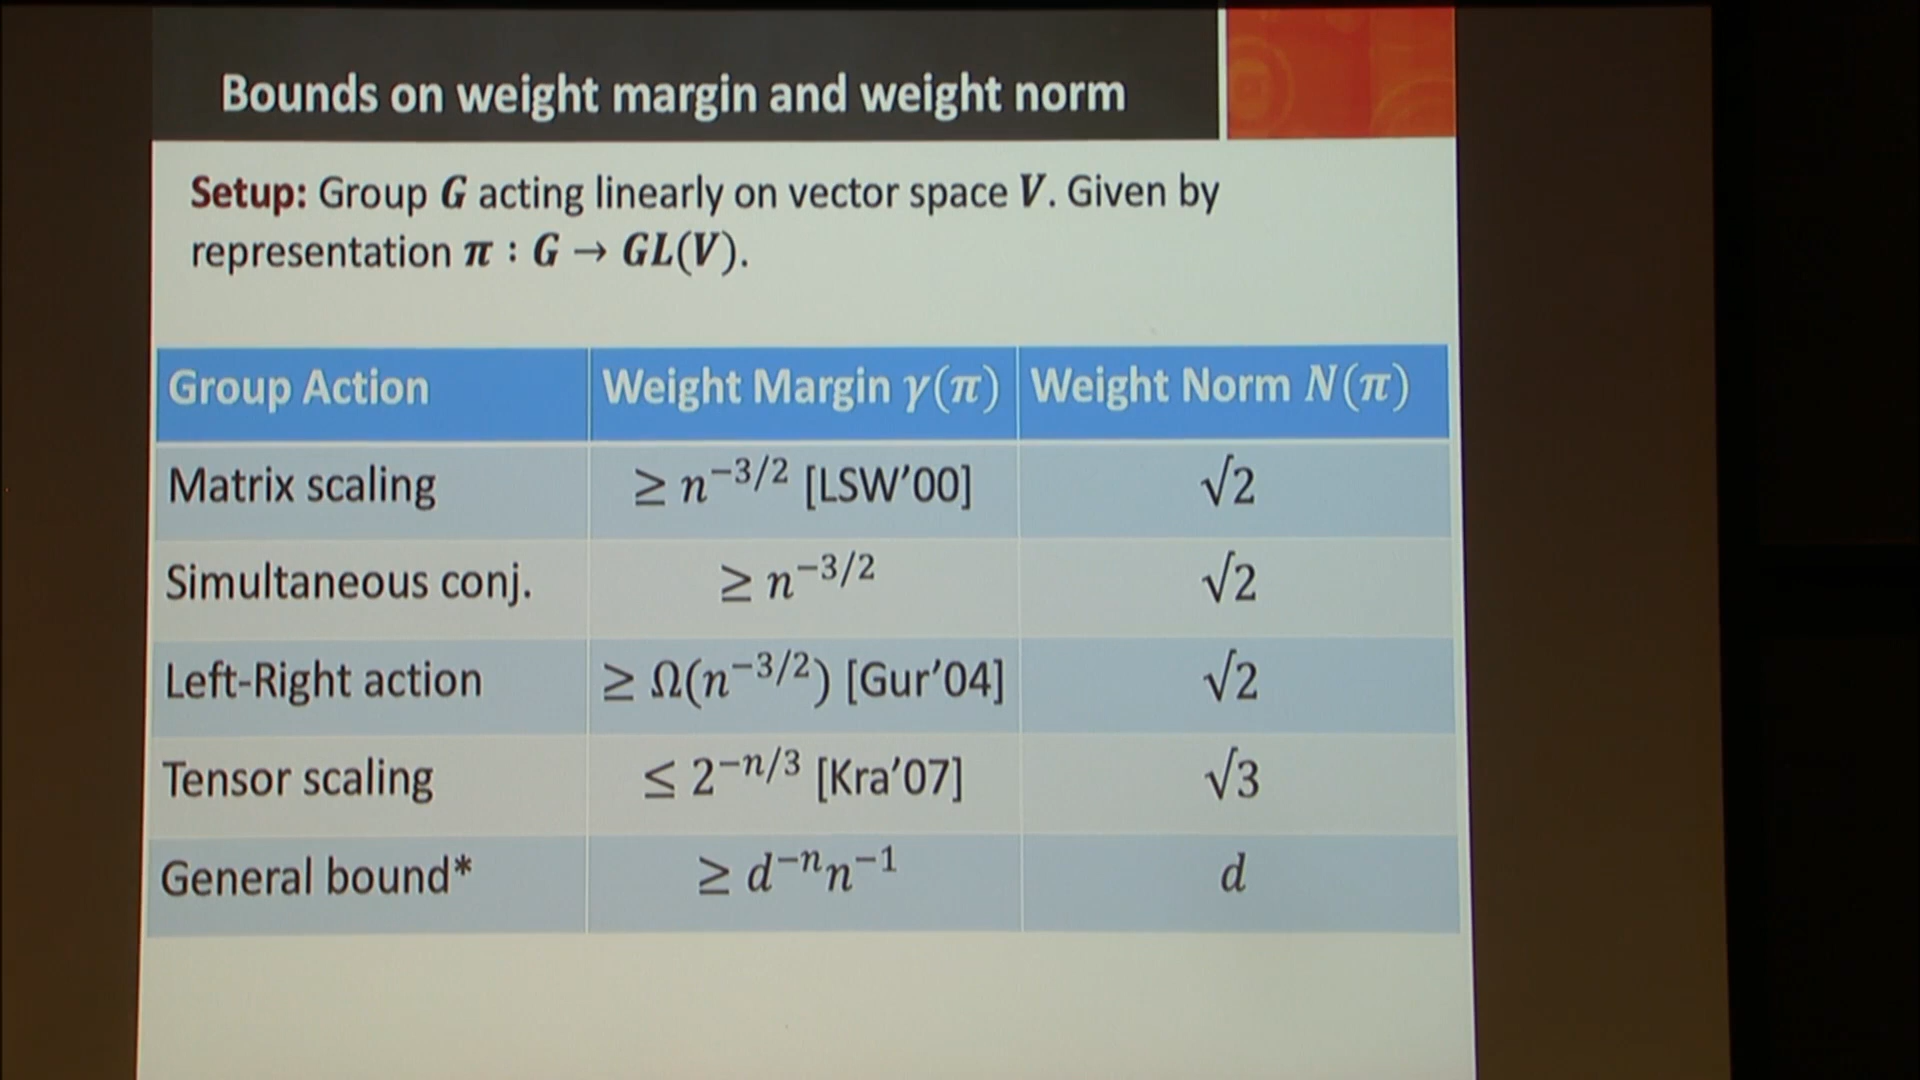 Bounds on weight margin and weight norm
Setup: Group G acting linearly on vector space V. Given by
representation π : G → GL(V).
Group Action Weight Margin γ(π) Weight Norm N(π)
Matrix scaling ≥ n^{-3/2} [LSW'00] √2
Simultaneous conj. ≥ n^{-3/2} √2
Left-Right action ≥ Ω(n^{-3/2}) [Gur'04] √2
Tensor scaling ≤ 2^{-n/3} [Kra'07] √3
General bound* ≥ d^{-n}n^{-1} d